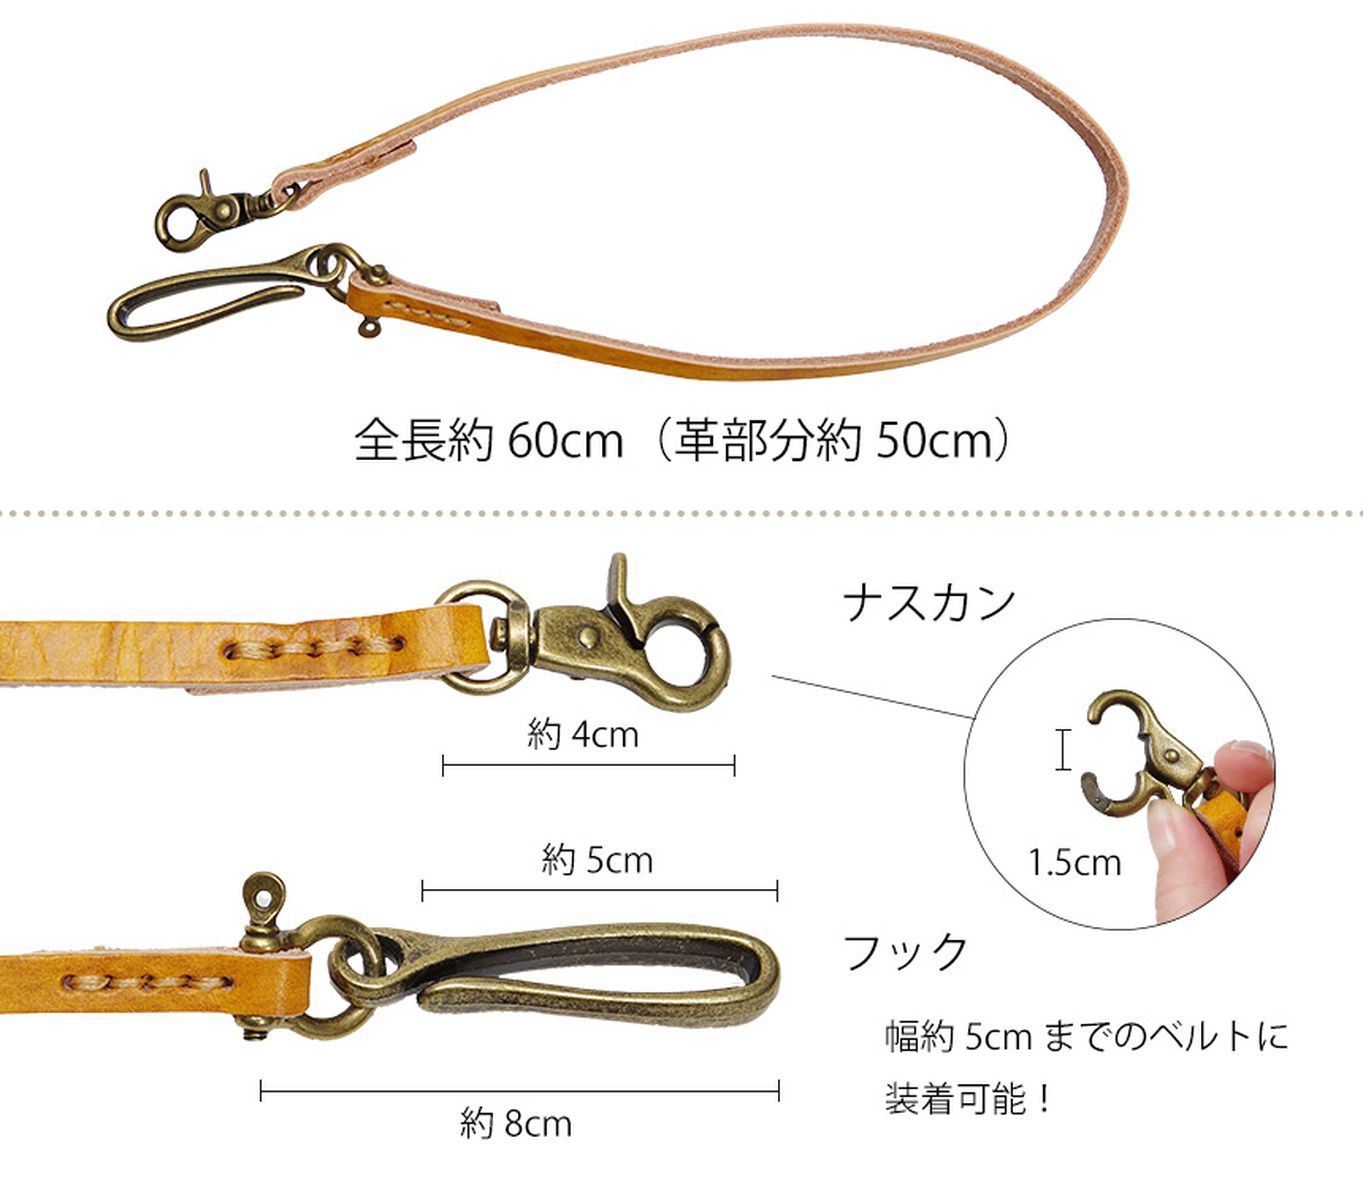 全長約 60cm（革部分約 50cm）
ナスカン
約 4cm
1.5cm
約 5cm
フック
幅約 5cm までのベルトに
装着可能！
約 8cm